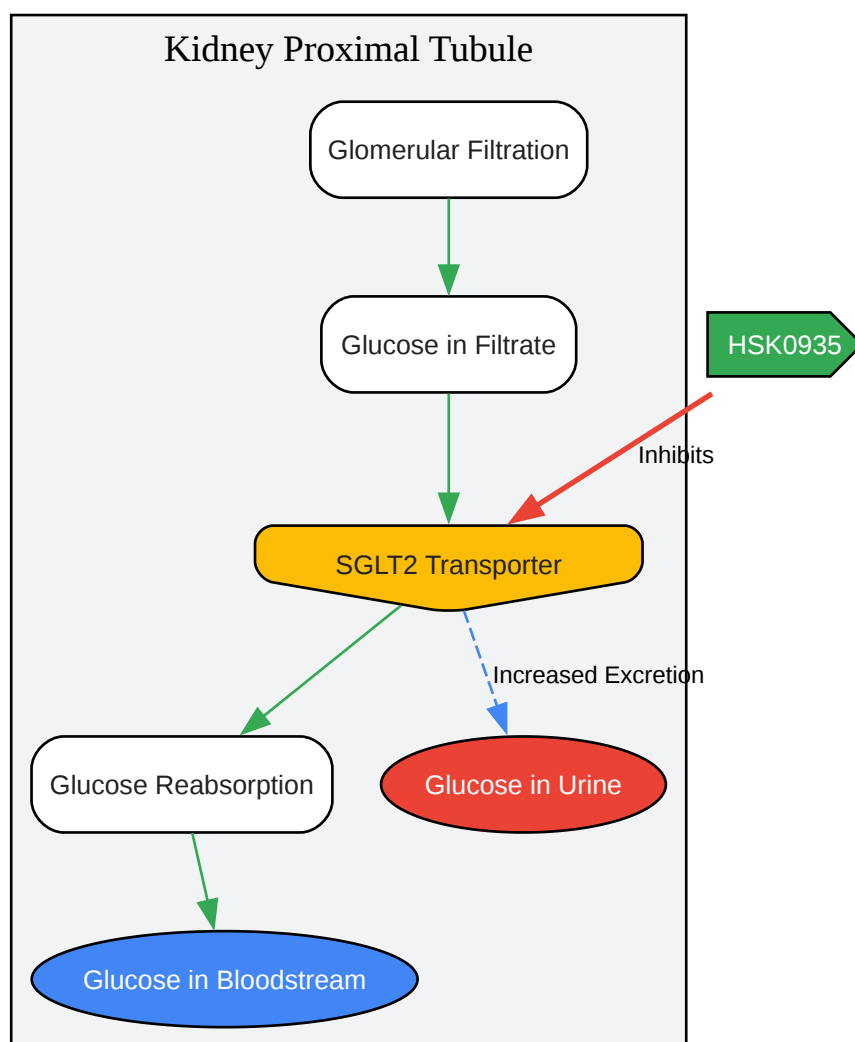 Kidney Proximal Tubule
Glomerular Filtration
Glucose in Filtrate
HSK0935
Inhibits
SGLT2 Transporter
Increased Excretion
Glucose Reabsorption
Glucose in Urine
Glucose in Bloodstream